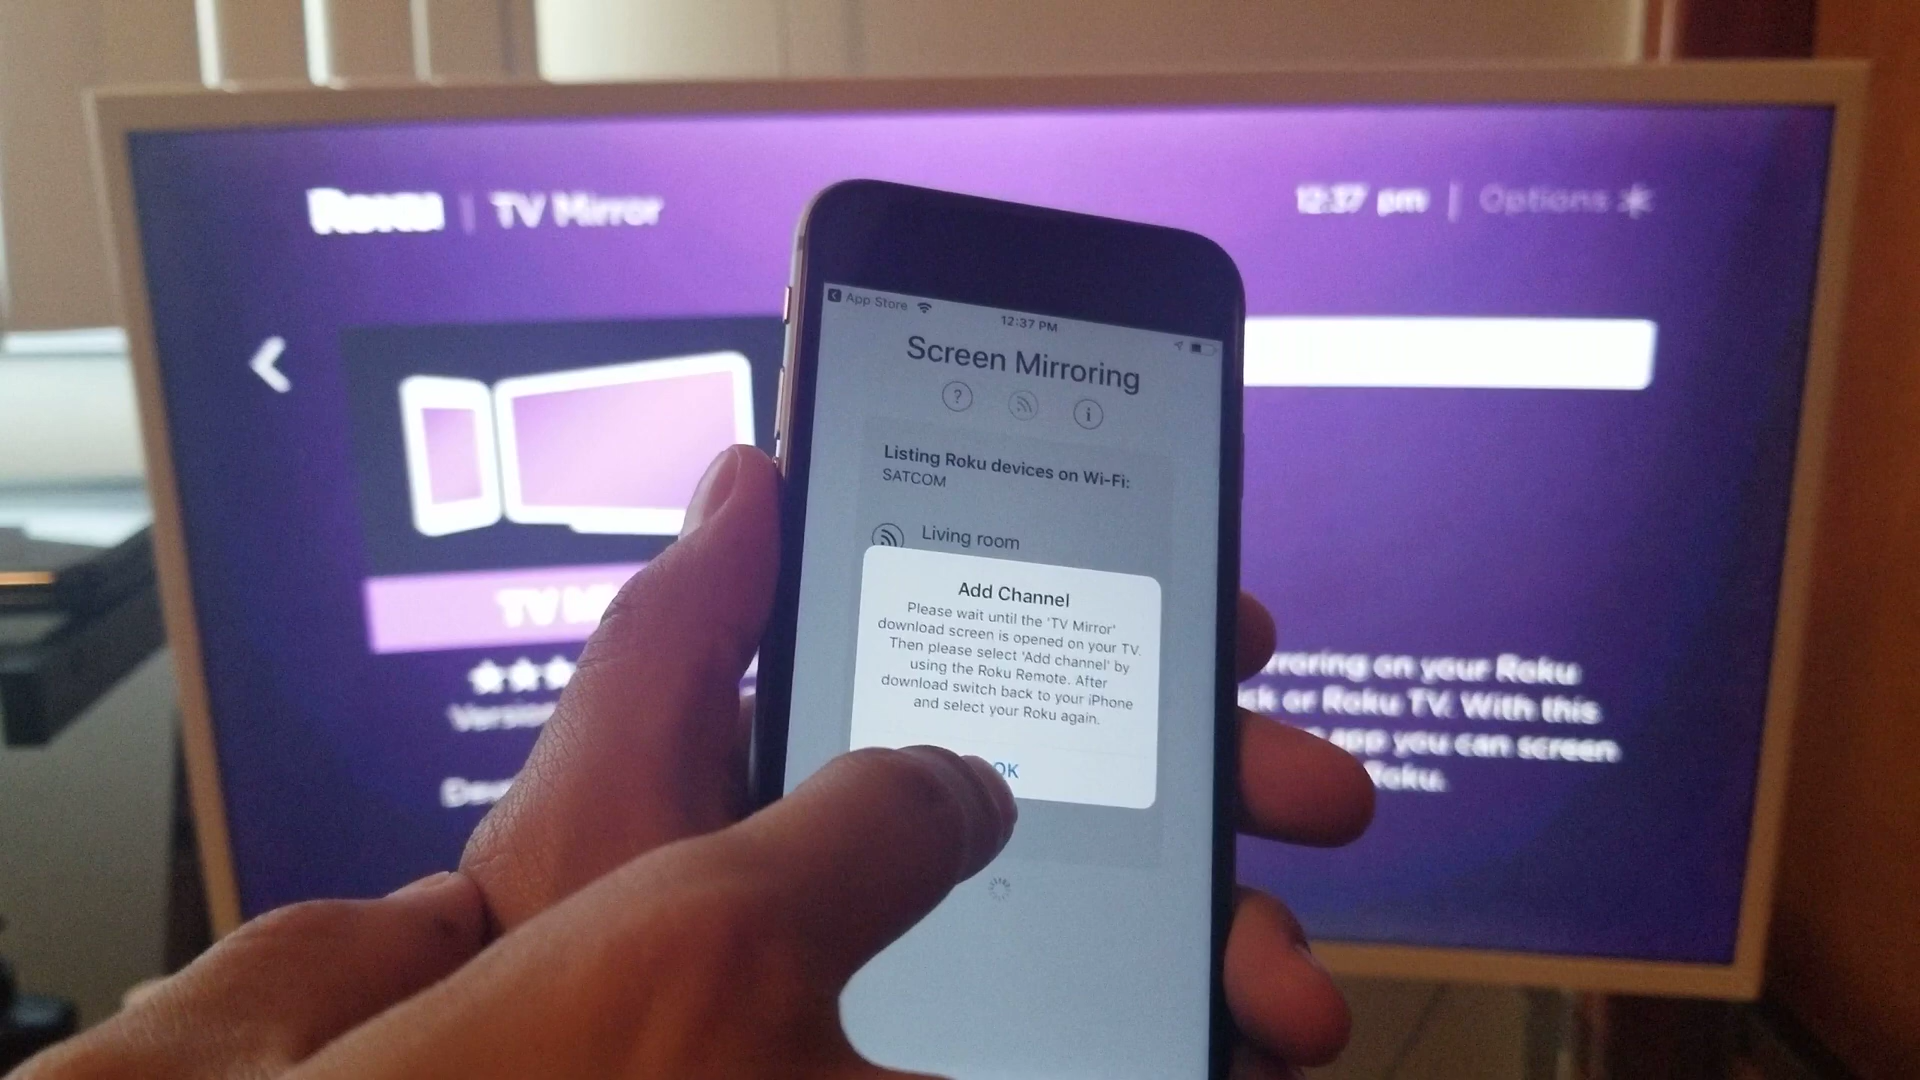 Roku | TV Mirror
12:37 pm | Options
App Store
12:37 PM
Screen Mirroring
Listing Roku devices on Wi-Fi:
SATCOM
Living room
Add Channel
Please wait until the 'TV Mirror'
download screen is opened on your TV.
Then please select 'Add channel' by
using the Roku Remote. After
download switch back to your iPhone
and select your Roku again.
OK
TV
Version
on your Roku
or Roku TV. With this
app you can screen
Roku.